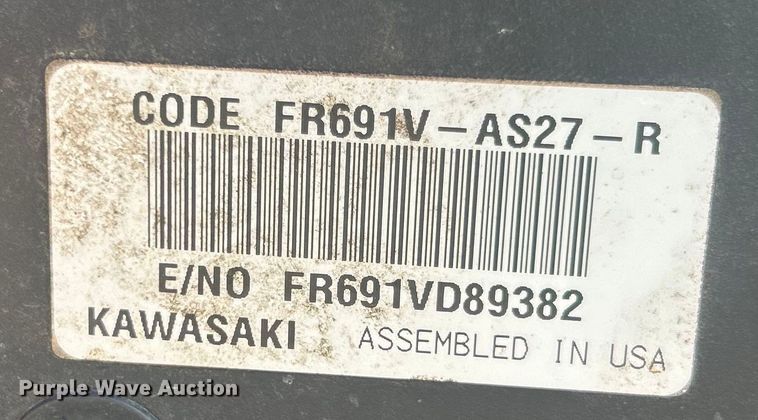 CODE FR691V-AS27-R
E/NO FR691VD89382
KAWASAKI ASSEMBLED IN USA
Purple Wave Auction